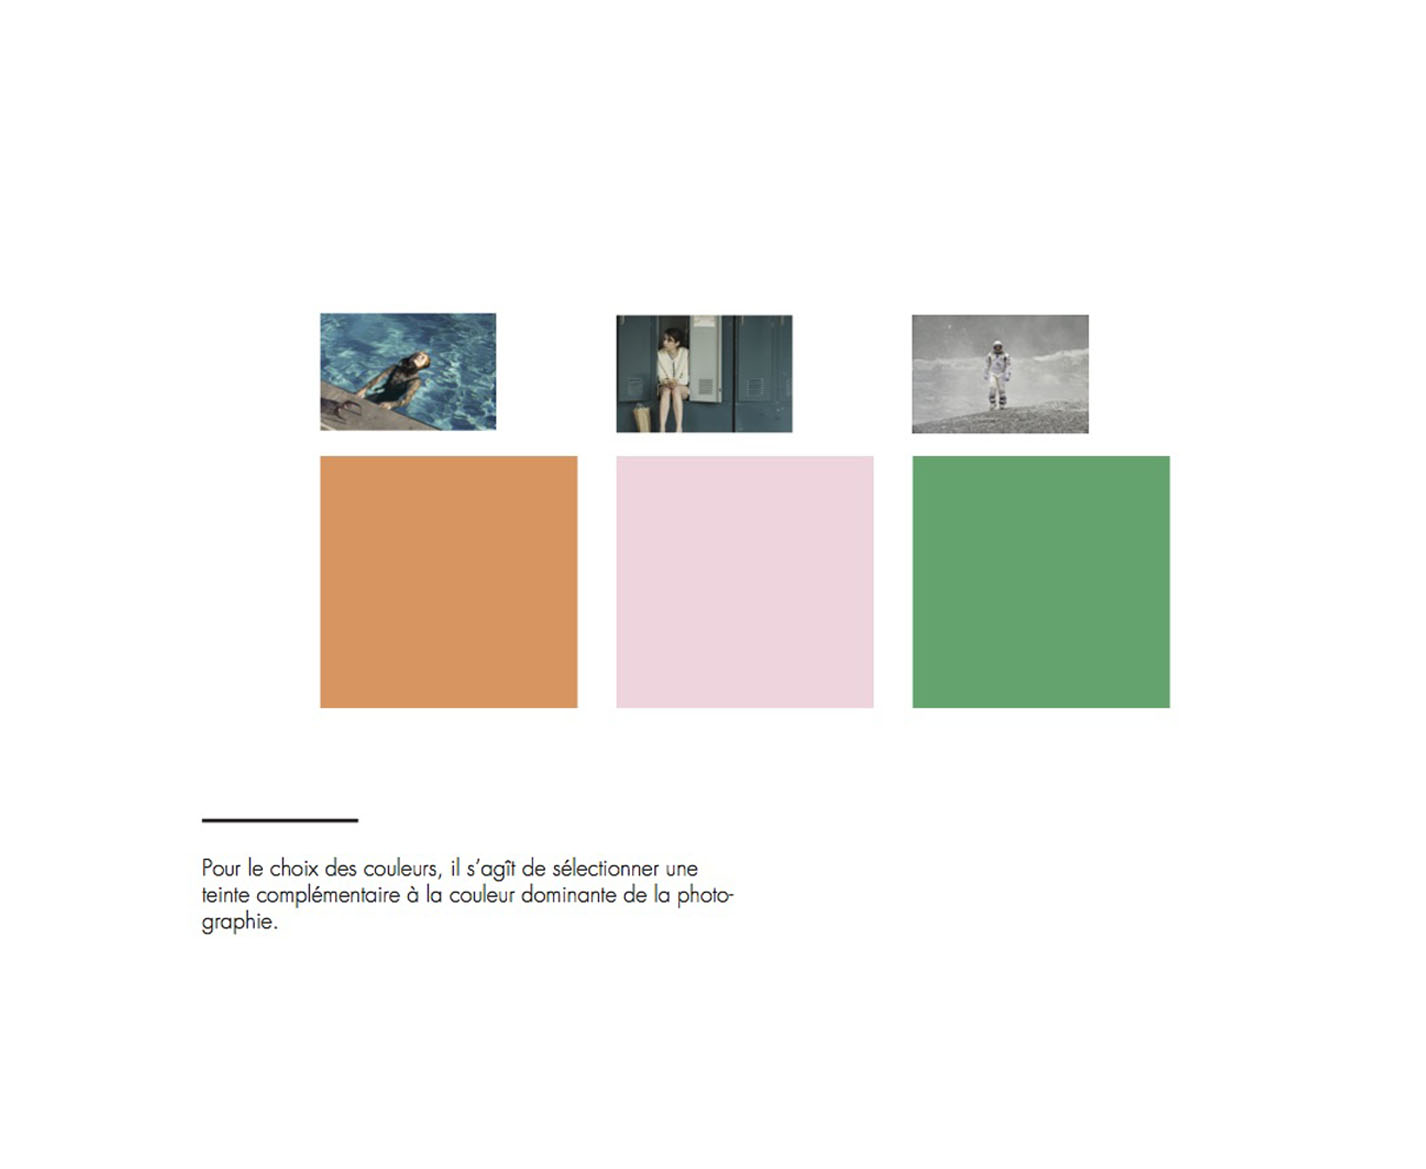 Pour le choix des couleurs, il s’agît de sélectionner une
teinte complémentaire à la couleur dominante de la photo-
graphie.